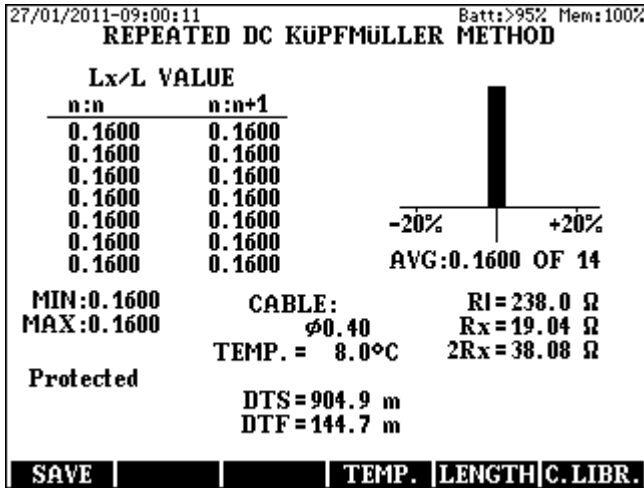 27/01/2011-09:00:11 Batt:>95% Mem:100%
REPEATED DC KüPFMüLLER METHOD
Lx/L VALUE
n:n n:n+1
0.1600 0.1600
0.1600 0.1600
0.1600 0.1600
0.1600 0.1600
0.1600 0.1600
0.1600 0.1600
0.1600 0.1600
-20% +20%
AVG:0.1600 OF 14
MIN:0.1600
MAX:0.1600
CABLE:
ø0.40
TEMP.= 8.0ºC
Rl=238.0 Ω
Rx=19.04 Ω
2Rx=38.08 Ω
Protected
DTS=904.9 m
DTF=144.7 m
SAVE TEMP. LENGTH C.LIBR.